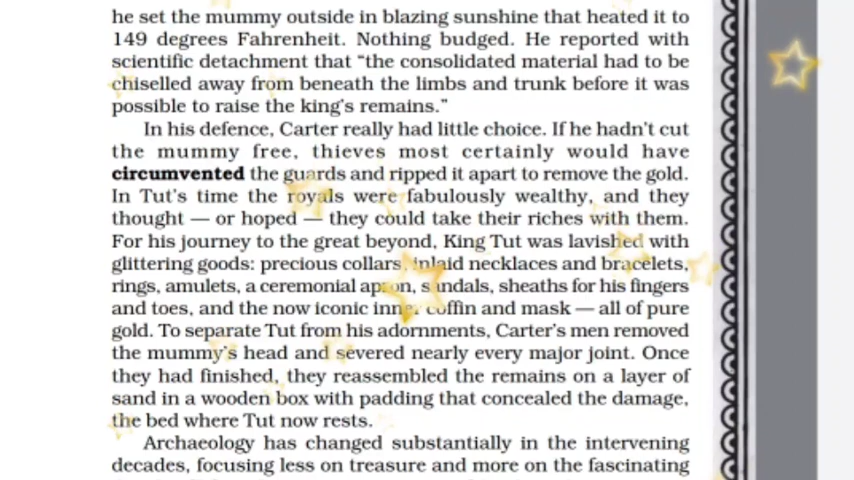 he set the mummy outside in blazing sunshine that heated it to
149 degrees Fahrenheit. Nothing budged. He reported with
scientific detachment that “the consolidated material had to be
chiselled away from beneath the limbs and trunk before it was
possible to raise the king’s remains.”
In his defence, Carter really had little choice. If he hadn’t cut
the mummy free, thieves most certainly would have
circumvented the guards and ripped it apart to remove the gold.
In Tut’s time the royals were fabulously wealthy, and they
thought — or hoped — they could take their riches with them.
For his journey to the great beyond, King Tut was lavished with
glittering goods: precious collars, inlaid necklaces and bracelets,
rings, amulets, a ceremonial apron, sandals, sheaths for his fingers
and toes, and the now iconic inner coffin and mask — all of pure
gold. To separate Tut from his adornments, Carter’s men removed
the mummy’s head and severed nearly every major joint. Once
they had finished, they reassembled the remains on a layer of
sand in a wooden box with padding that concealed the damage,
the bed where Tut now rests.
Archaeology has changed substantially in the intervening
decades, focusing less on treasure and more on the fascinating